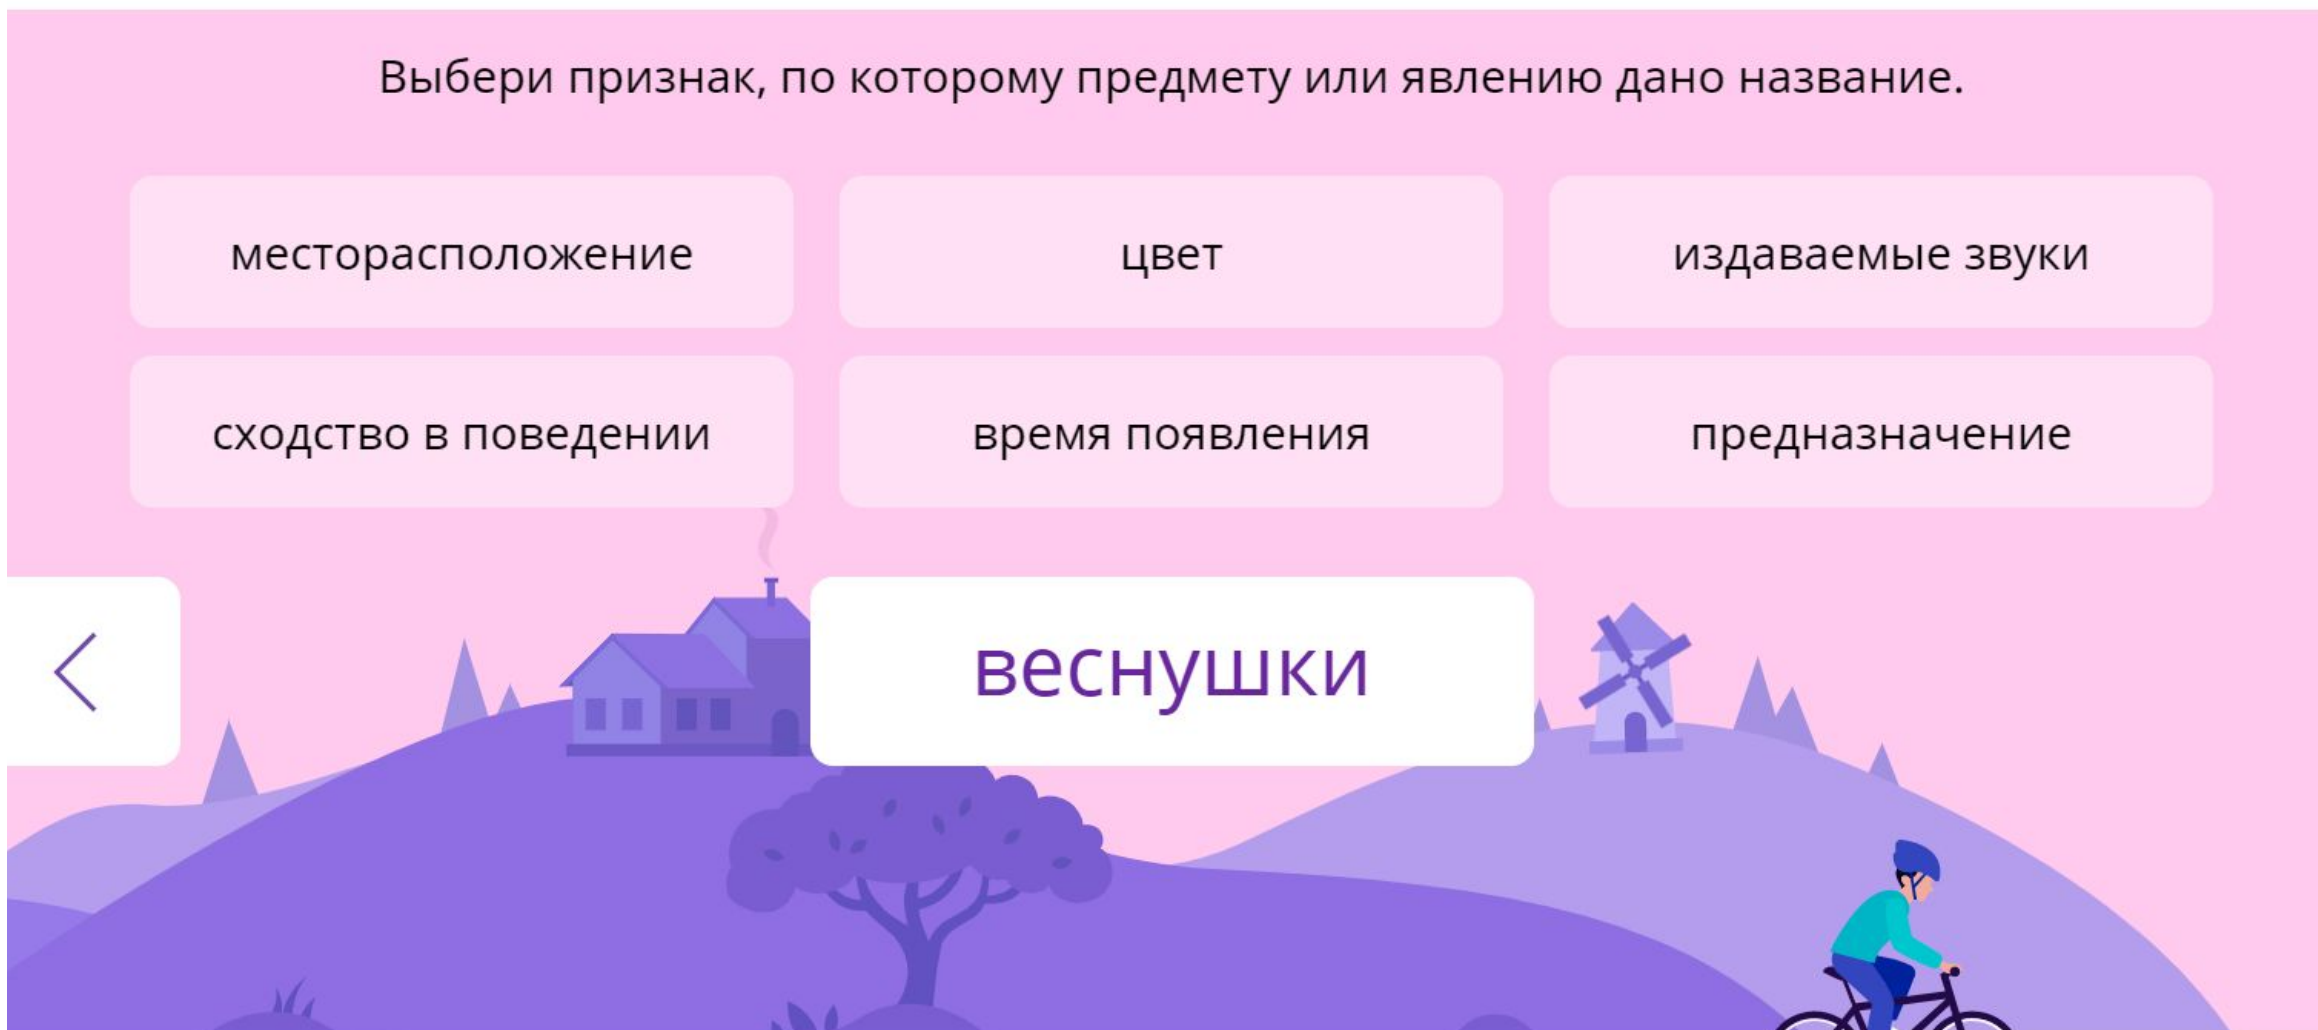 Выбери признак, по которому предмету или явлению дано название.
месторасположение
цвет
издаваемые звуки
сходство в поведении
время появления
предназначение
веснушки